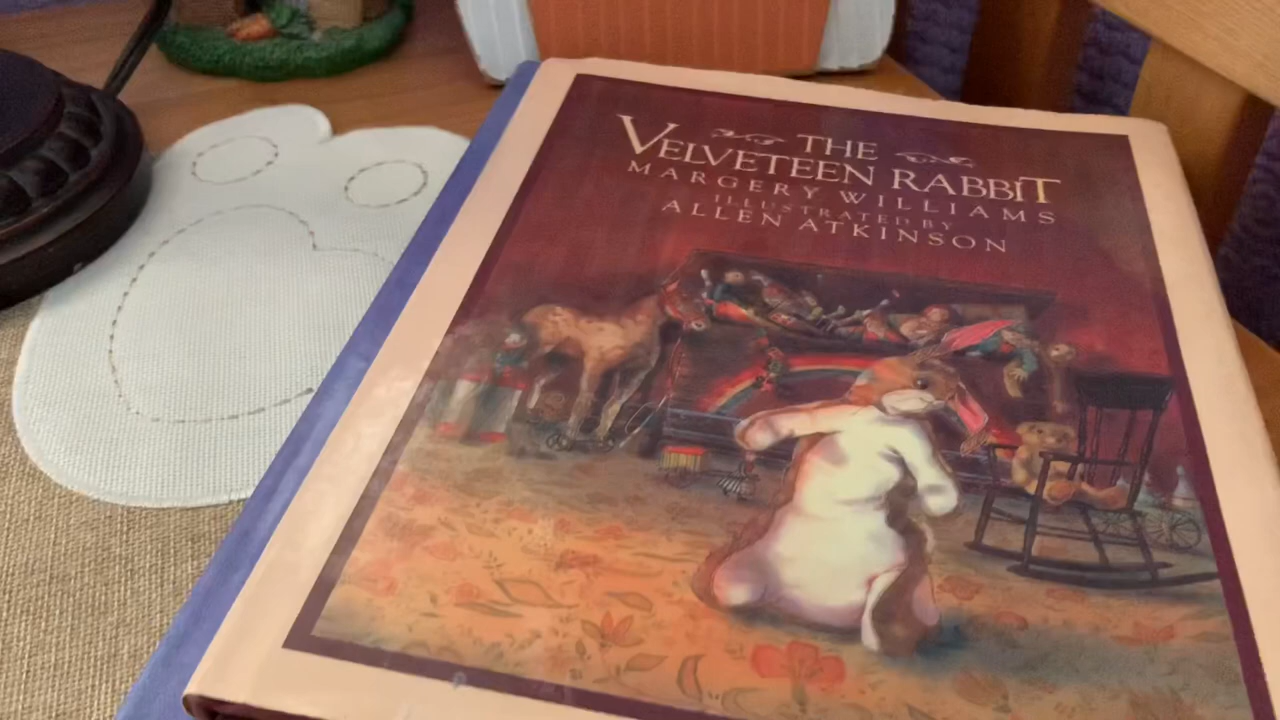 THE
VELVETEEN RABBIT
MARGERY WILLIAMS
ILLUSTRATED BY
ALLEN ATKINSON